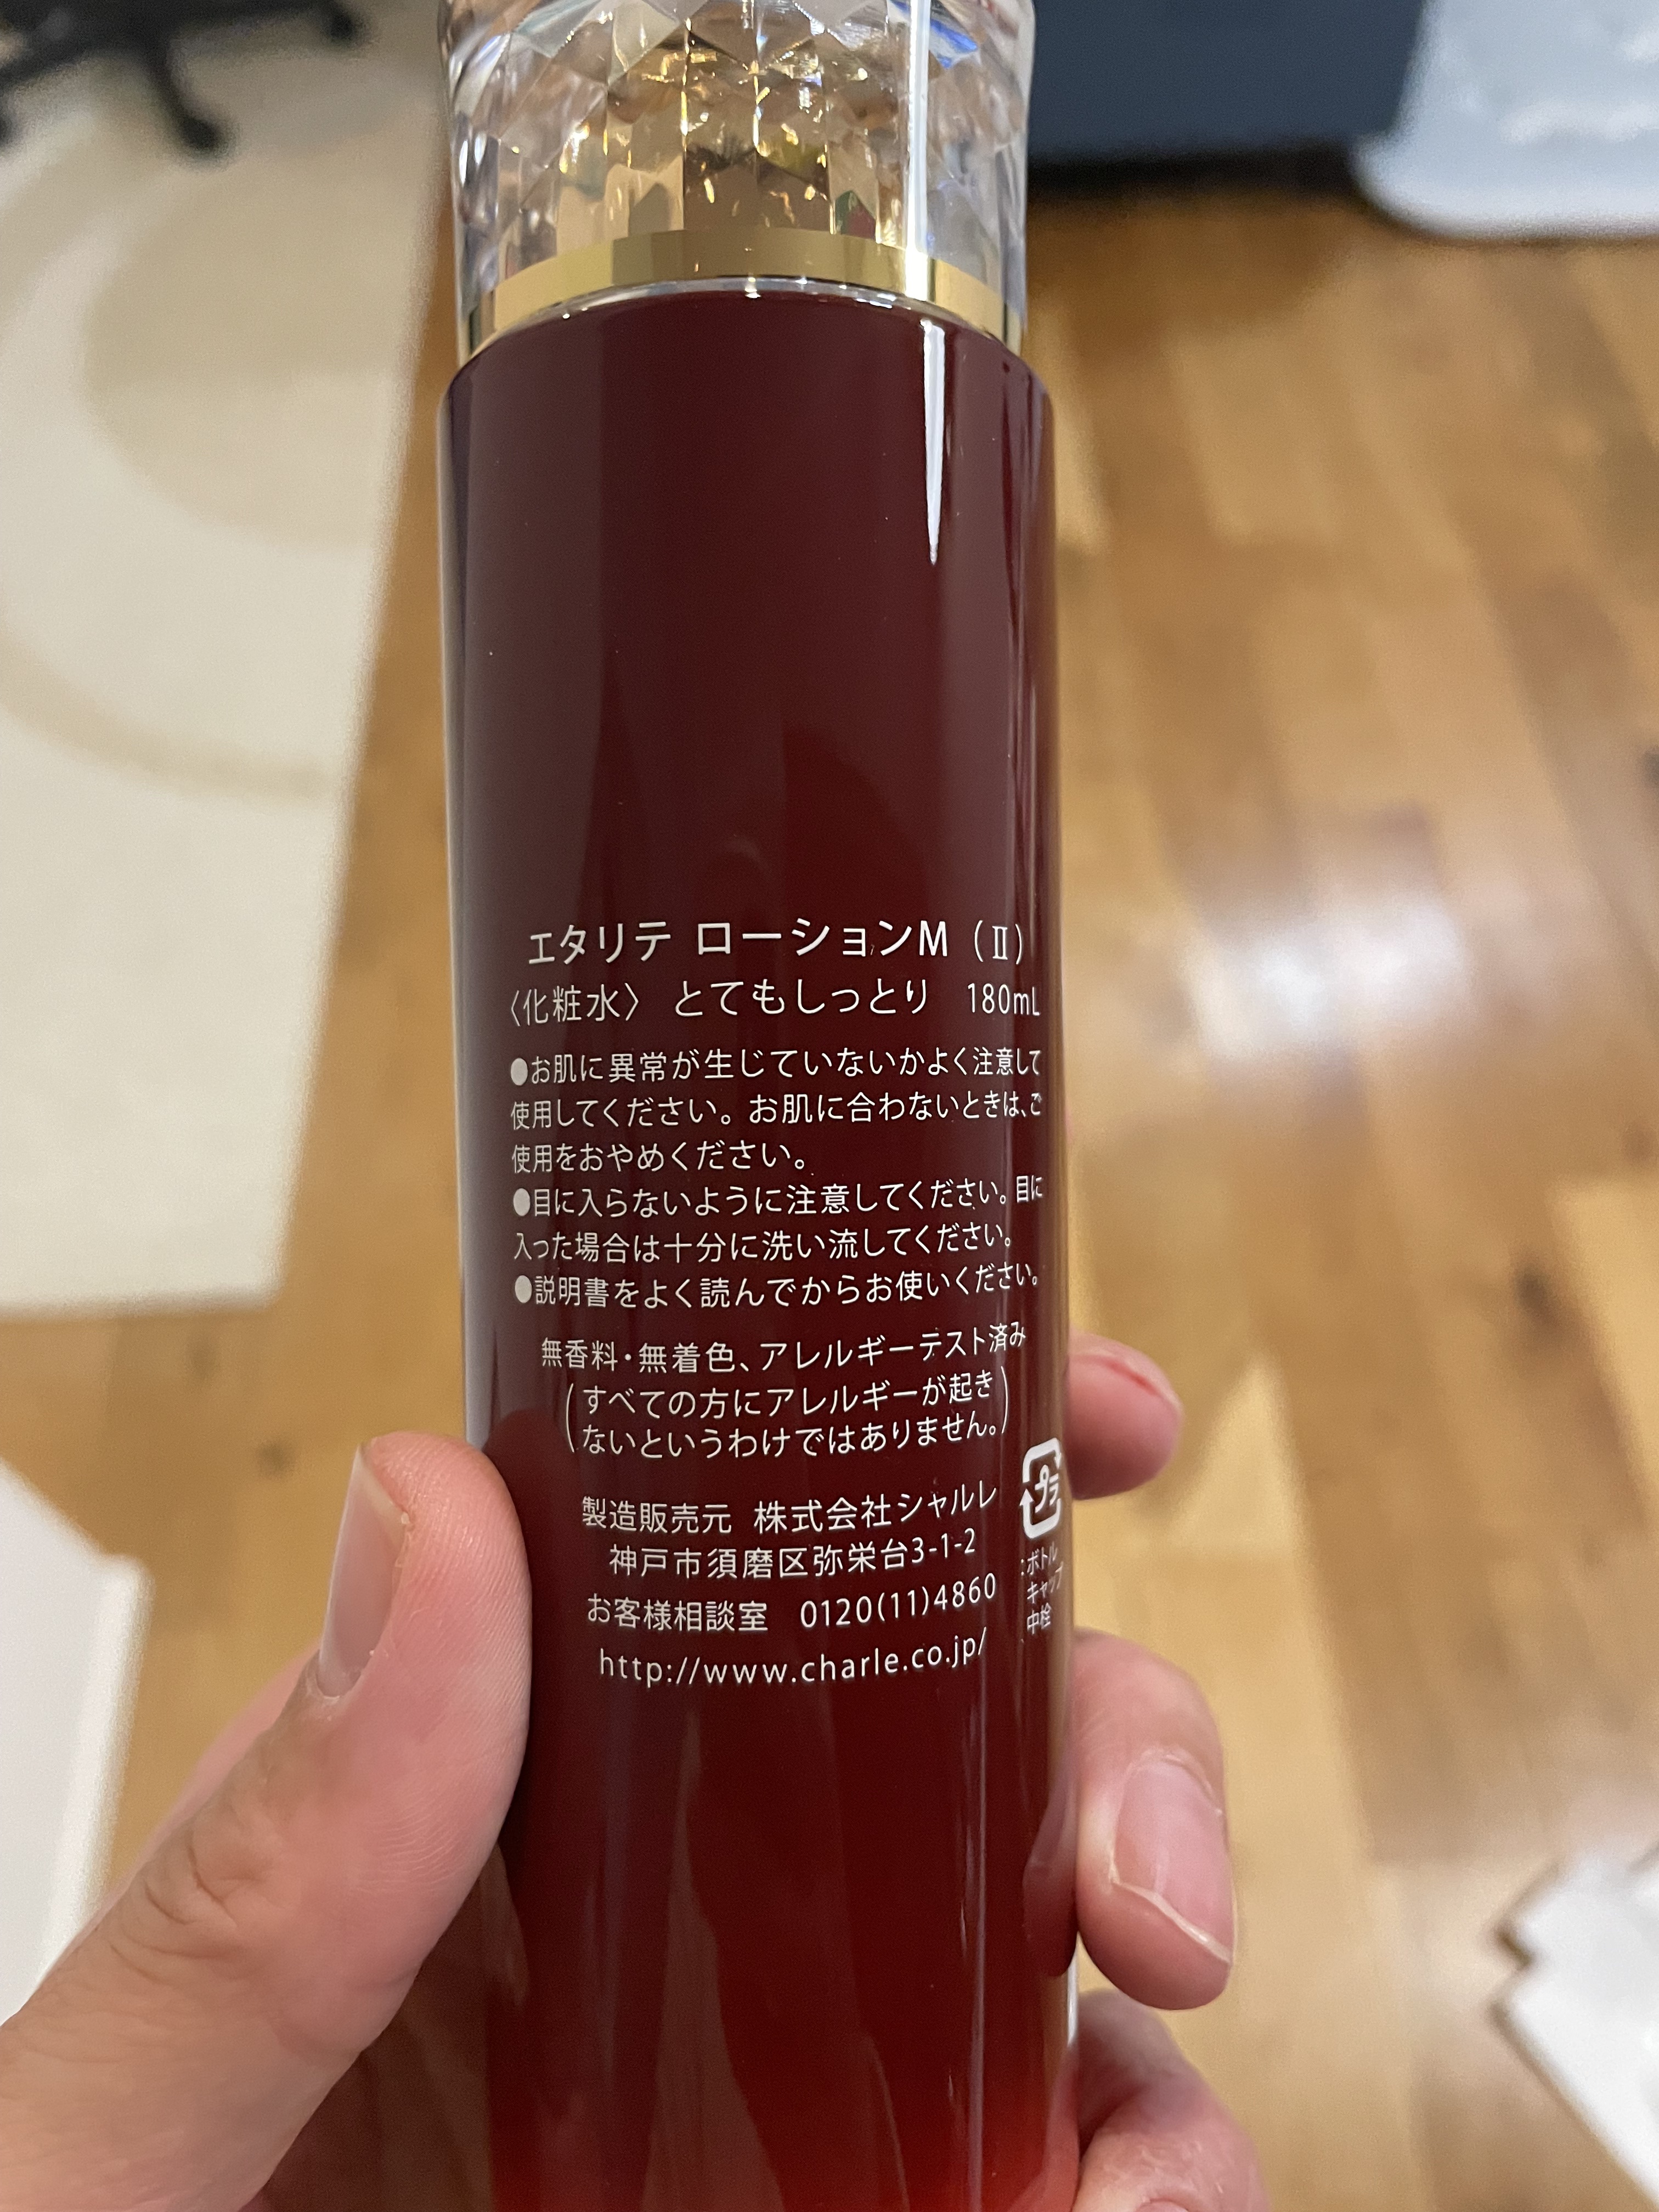 エタリテ ローションM (Ⅱ)
〈化粧水〉 とてもしっとり 180mL
●お肌に異常が生じていないかよく注意して
使用してください。お肌に合わないときは、ご
使用をおやめください。
●目に入らないように注意してください。目に
入った場合は十分に洗い流してください。
●説明書をよく読んでからお使いください。
無香料・無着色、アレルギーテスト済み
(すべての方にアレルギーが起き
ないというわけではありません。)
製造販売元 株式会社シャルレ
神戸市須磨区弥栄台3-1-2
お客様相談室 0120(11)4860
http://www.charle.co.jp/
プラ
:ボトル
キャップ
中栓